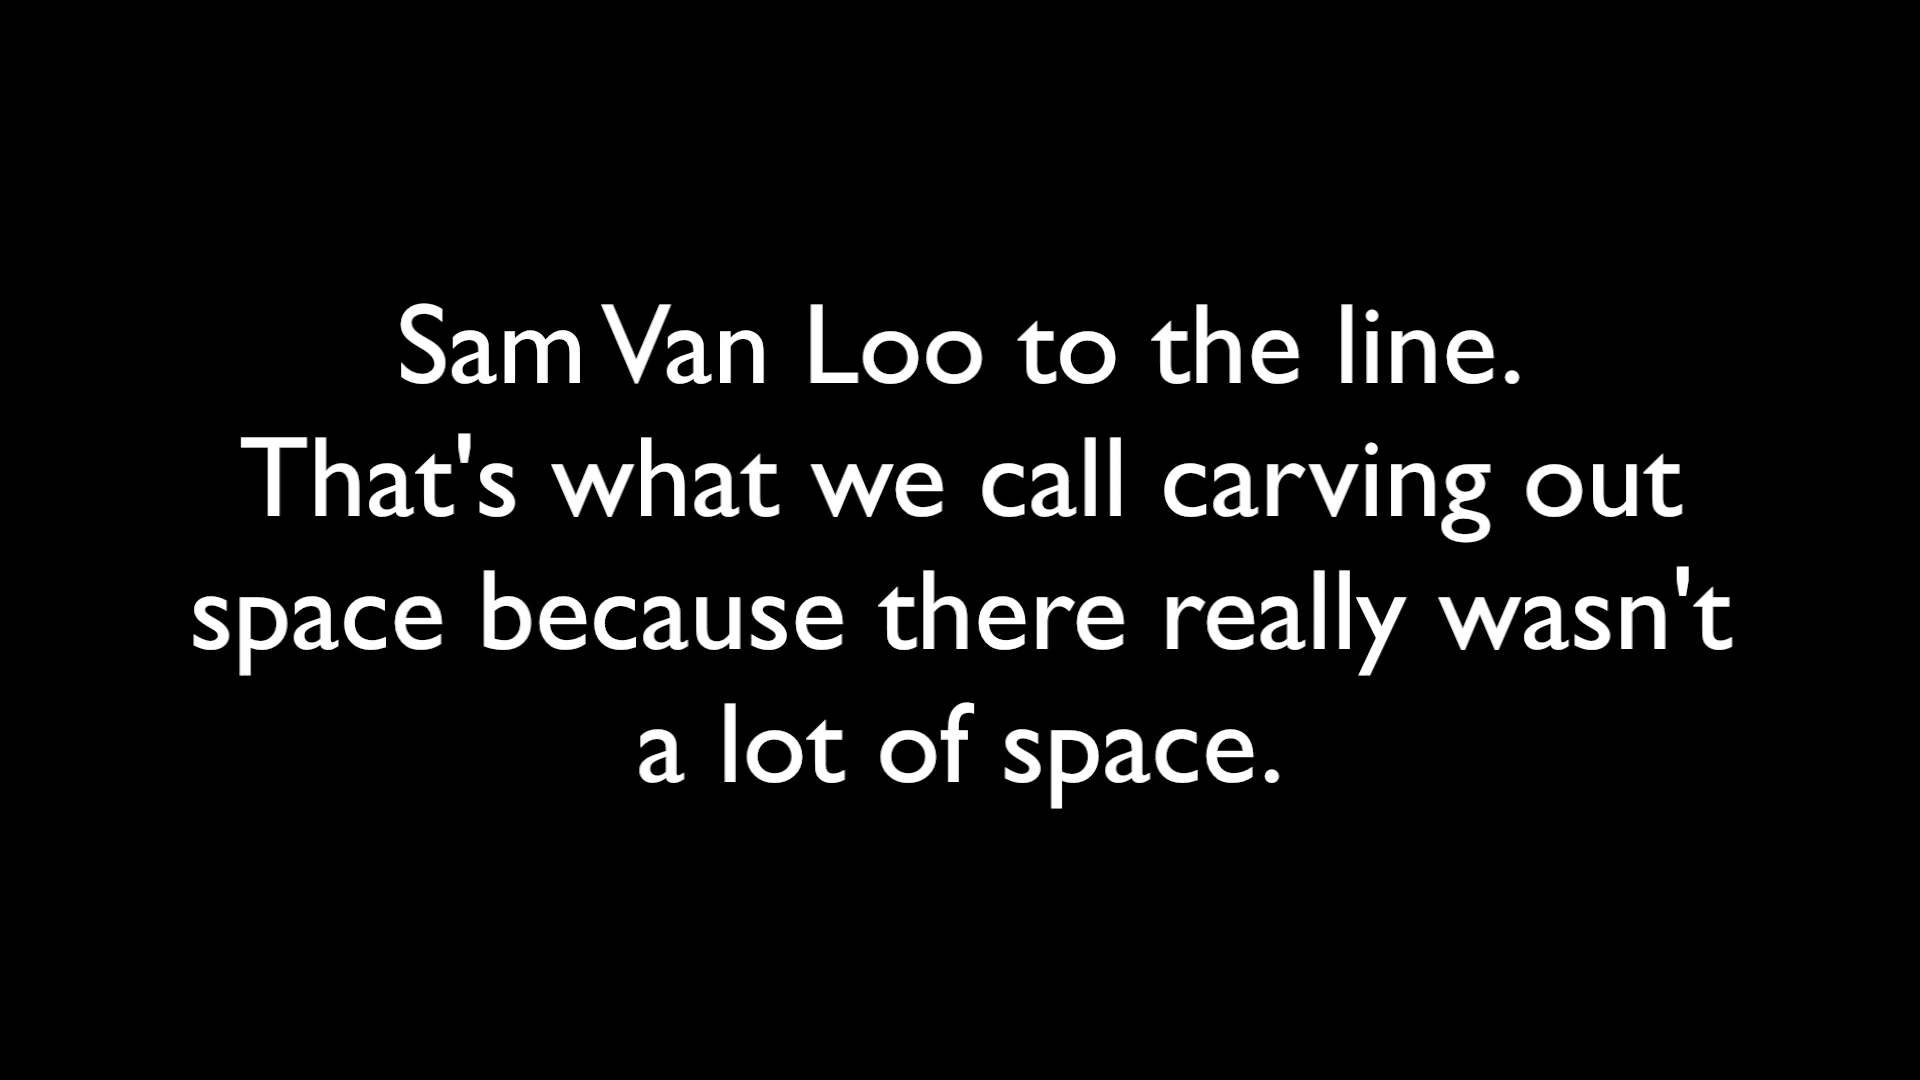 Sam Van Loo to the line.
That's what we call carving out
space because there really wasn't
a lot of space.